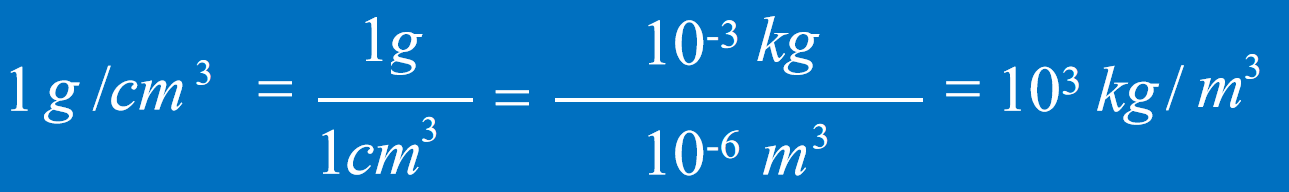 1 g /cm³ = 1g / 1cm³ = 10⁻³ kg / 10⁻⁶ m³ = 10³ kg / m³